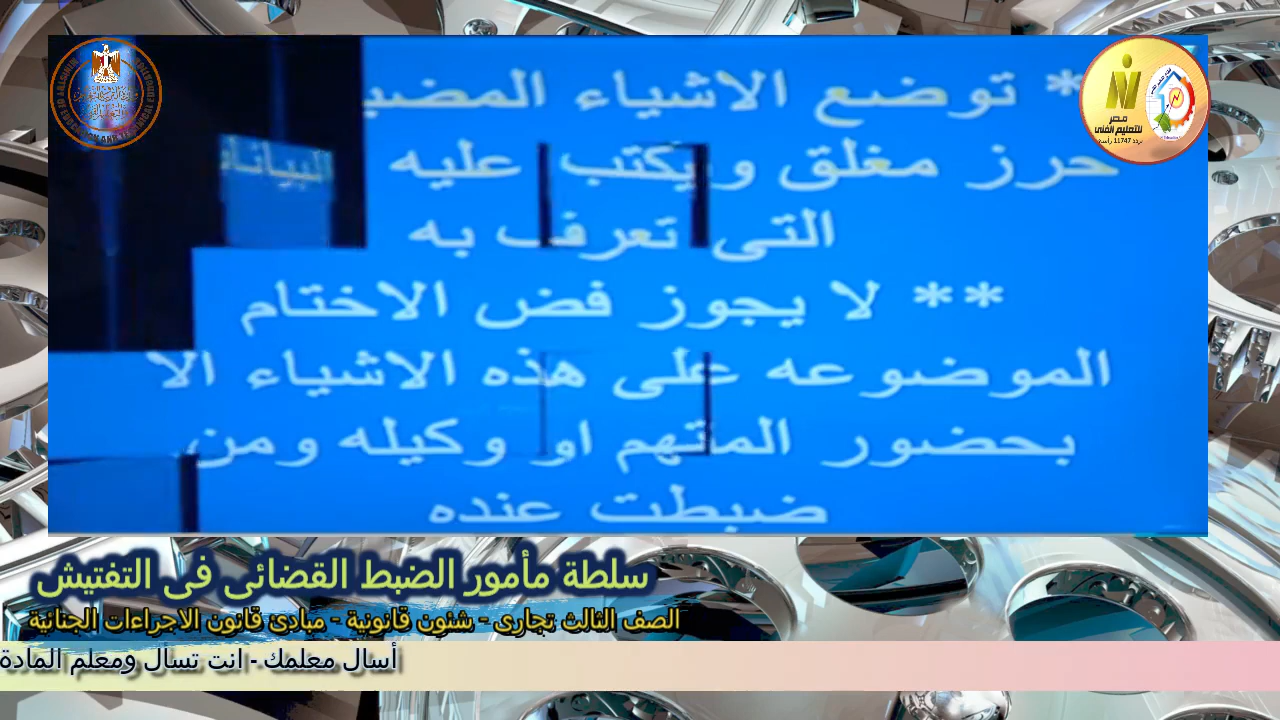 * توضع الاشياء
حرز مغلق ويكتب عليه البيانات
التى تعرف به
** لا يجوز فض الاختام
الموضوعه على هذه الاشياء الا
بحضور المتهم او وكيله ومن
ضبطت عنده
مصر
للتعليم الفنى
سلطة مأمور الضبط القضائى فى التفتيش
الصف الثالث تجارى - شئون قانونية - مبادئ قانون الاجراءات الجنائية
أسال معلمك - انت تسأل ومعلم المادة